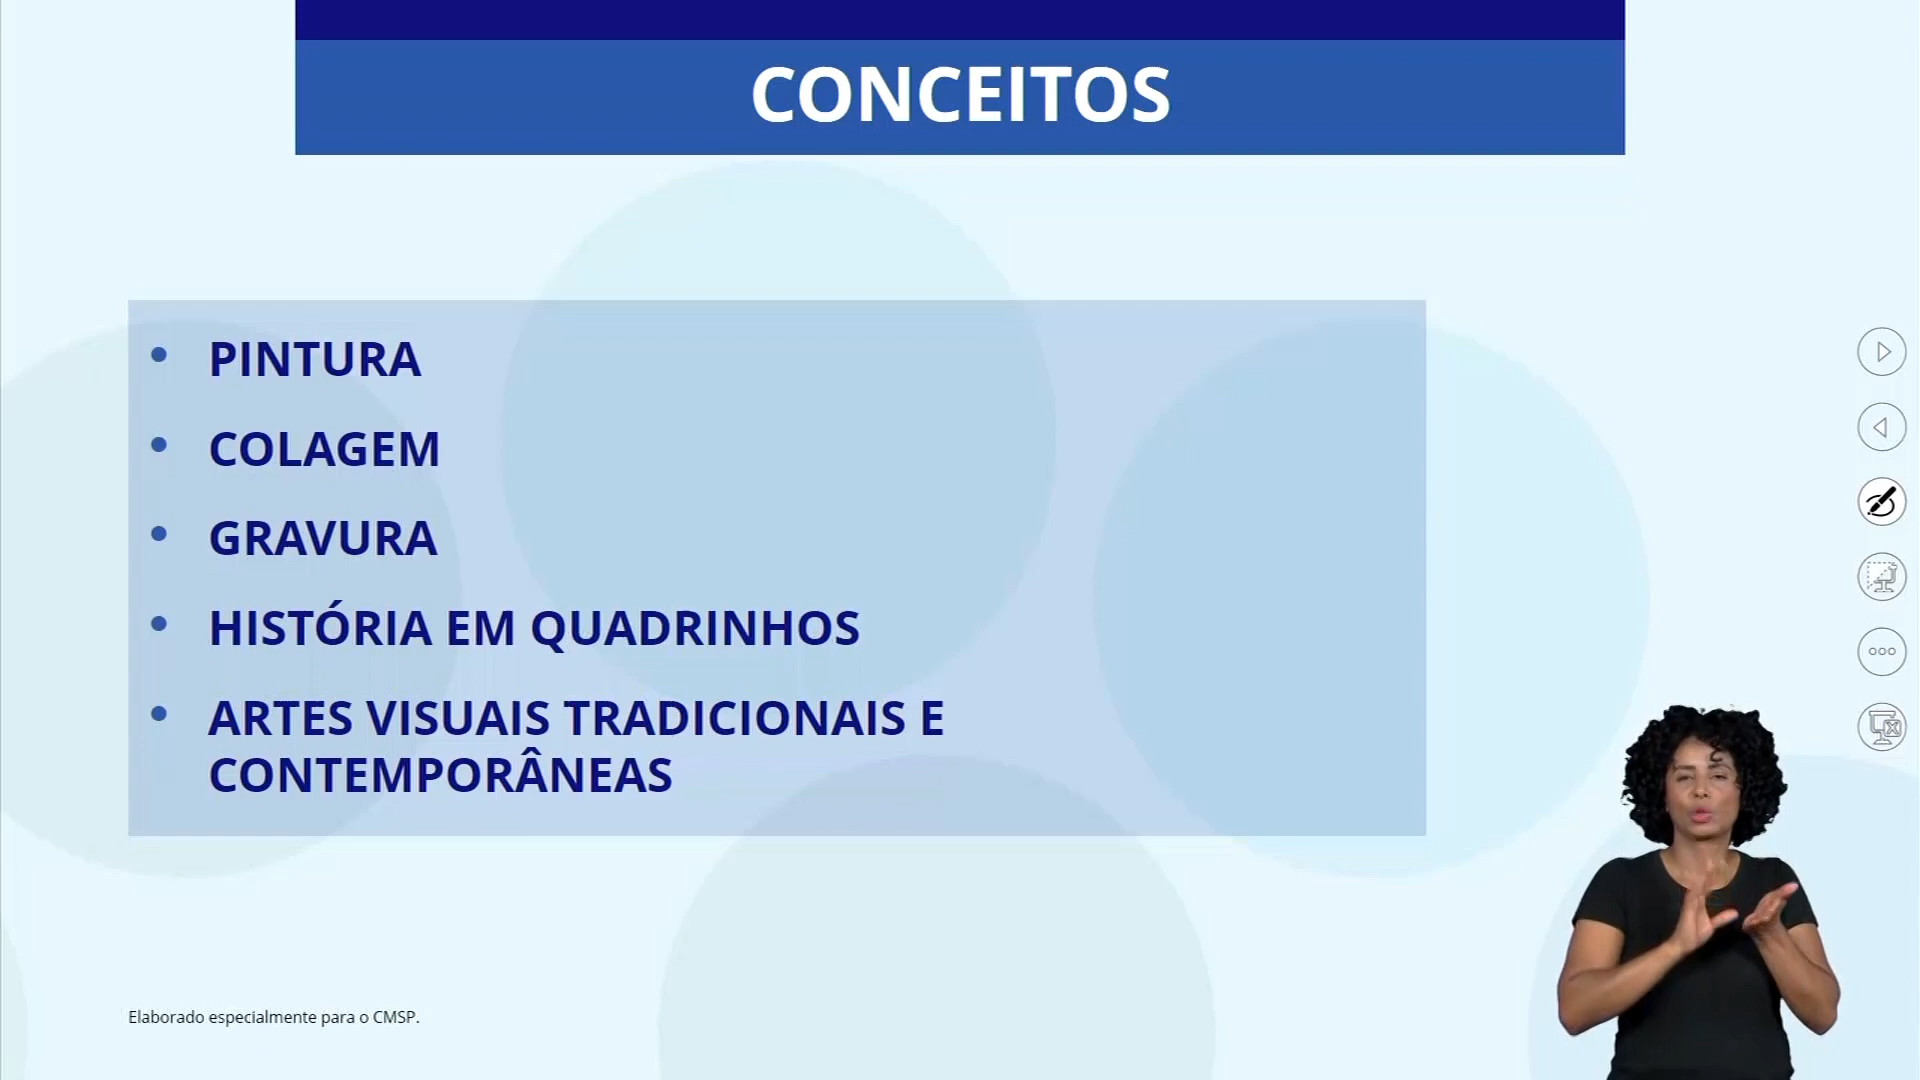 CONCEITOS
• PINTURA
• COLAGEM
• GRAVURA
• HISTÓRIA EM QUADRINHOS
• ARTES VISUAIS TRADICIONAIS E
CONTEMPORÂNEAS
Elaborado especialmente para o CMSP.